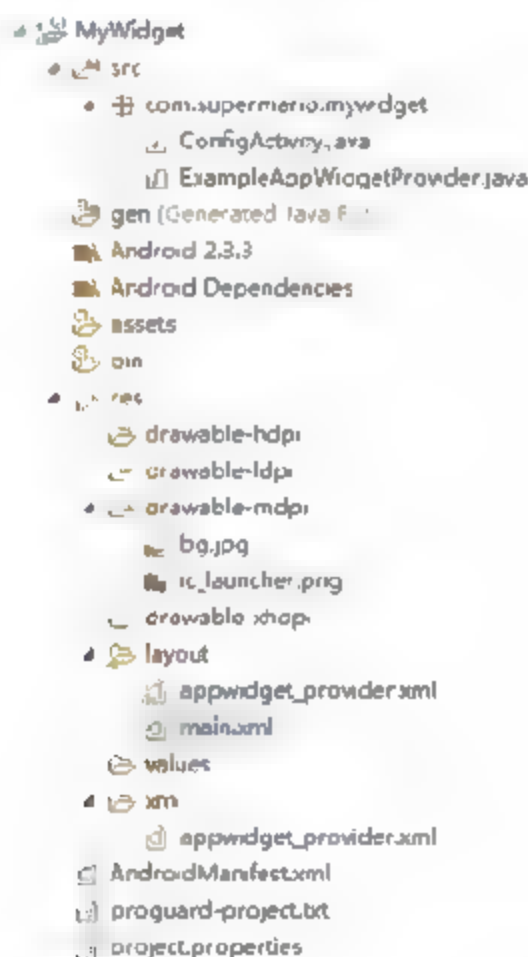 MyWidget
src
com.supermario.mywidget
ConfigActivity.java
ExampleAppWidgetProvider.java
gen (Generated Java F
Android 2.3.3
Android Dependencies
assets
bin
res
drawable-hdpi
drawable-ldpi
drawable-mdpi
bg.jpg
ic_launcher.png
drawable-xhdpi
layout
appwidget_provider.xml
main.xml
values
xml
appwidget_provider.xml
AndroidManifest.xml
proguard-project.txt
project.properties